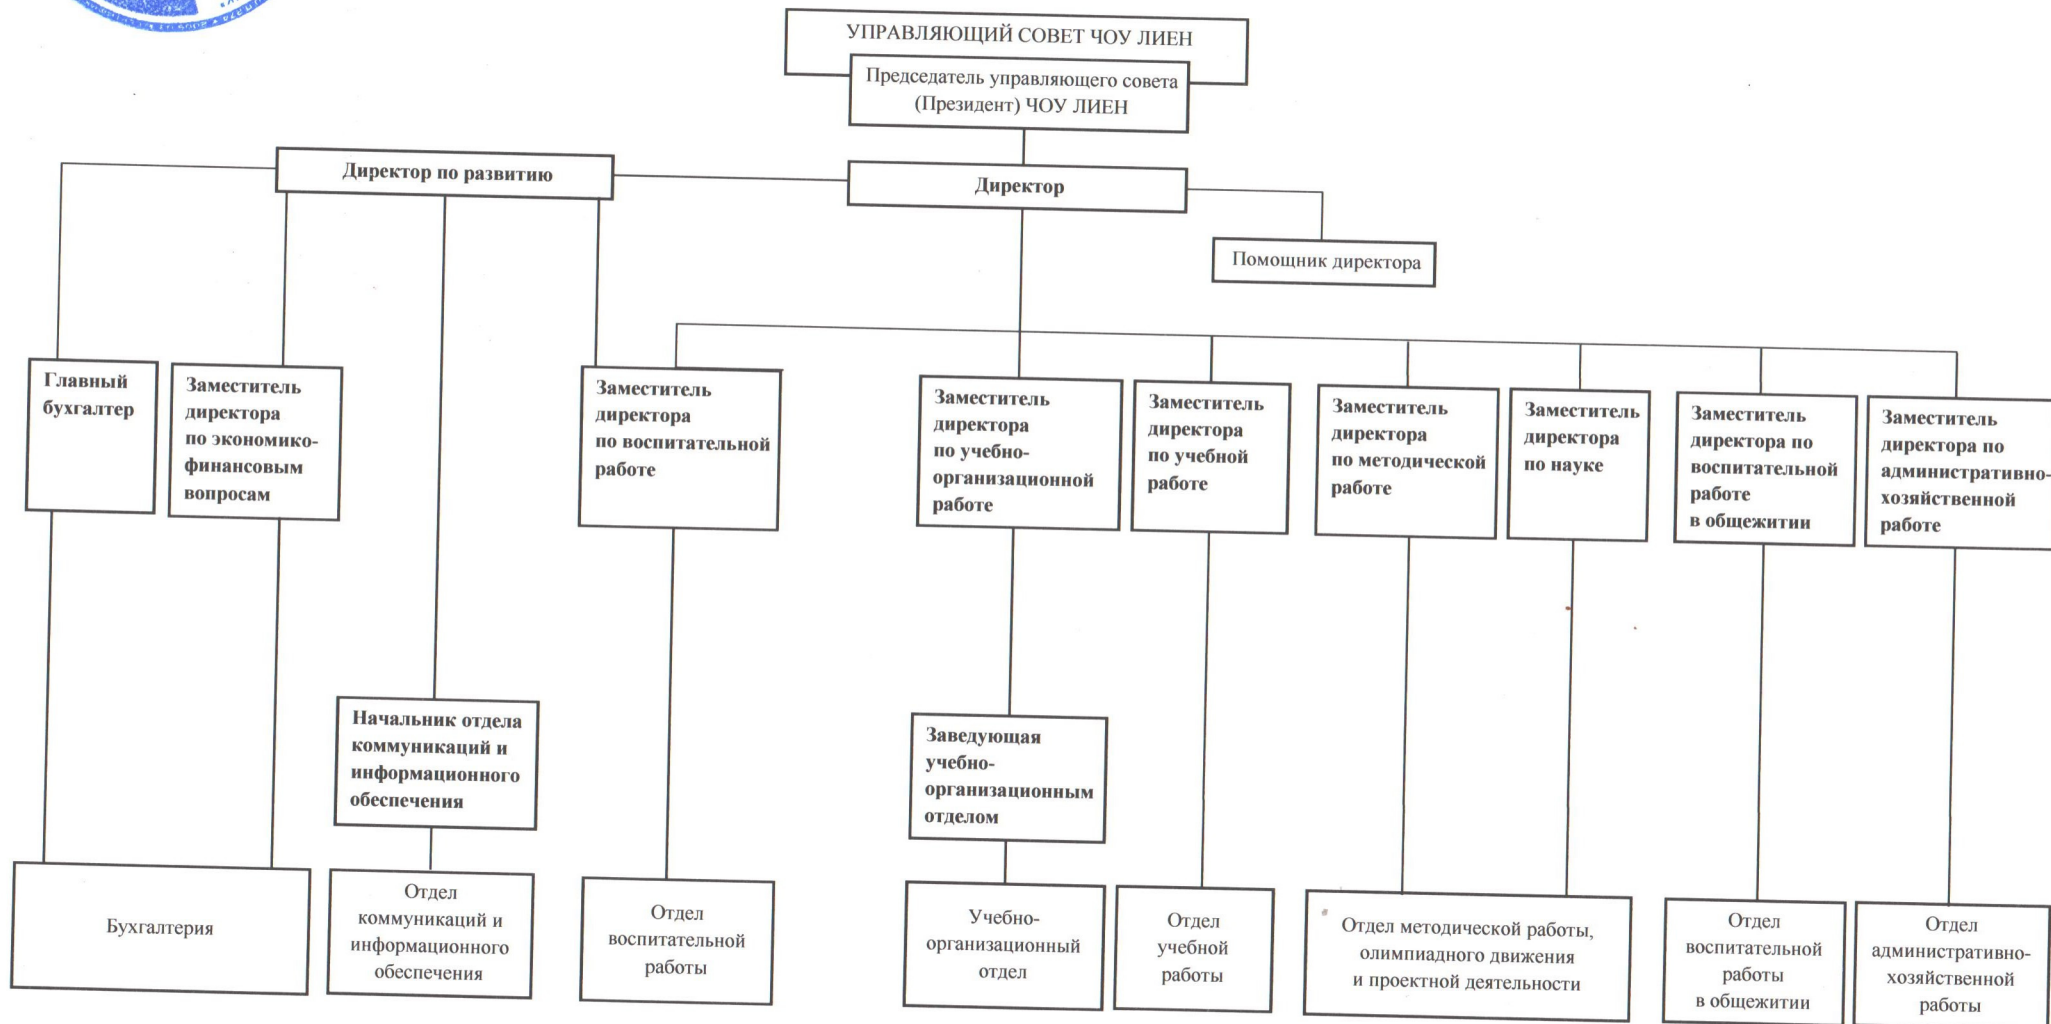 УПРАВЛЯЮЩИЙ СОВЕТ ЧОУ ЛИЕН
Председатель управляющего совета
(Президент) ЧОУ ЛИЕН
Директор по развитию
Директор
Помощник директора
Главный
бухгалтер
Заместитель
директора
по экономико-
финансовым
вопросам
Заместитель
директора
по воспитательной
работе
Заместитель
директора
по учебно-
организационной
работе
Заместитель
директора
по учебной
работе
Заместитель
директора
по методической
работе
Заместитель
директора
по науке
Заместитель
директора по
воспитательной
работе
в общежитии
Заместитель
директора по
административно-
хозяйственной
работе
Начальник отдела
коммуникаций и
информационного
обеспечения
Заведующая
учебно-
организационным
отделом
Бухгалтерия
Отдел
коммуникаций и
информационного
обеспечения
Отдел
воспитательной
работы
Учебно-
организационный
отдел
Отдел
учебной
работы
Отдел методической работы,
олимпиадного движения
и проектной деятельности
Отдел
воспитательной
работы
в общежитии
Отдел
административно-
хозяйственной
работы